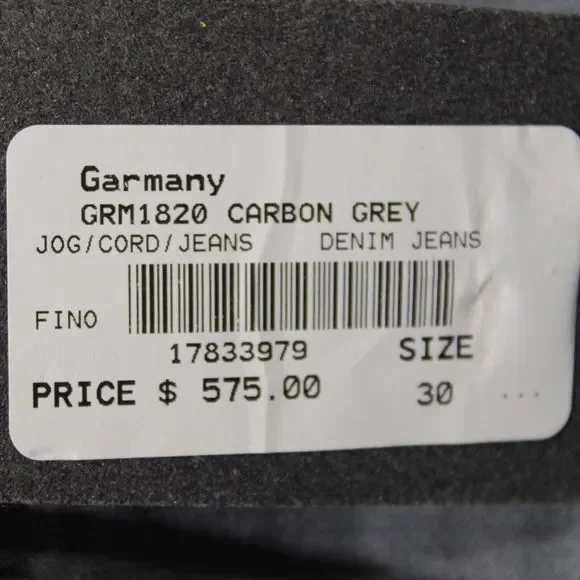 Garmany
GRM1820 CARBON GREY
JOG/CORD/JEANS DENIM JEANS
FINO
17833979 SIZE
PRICE $ 575.00 30 ...